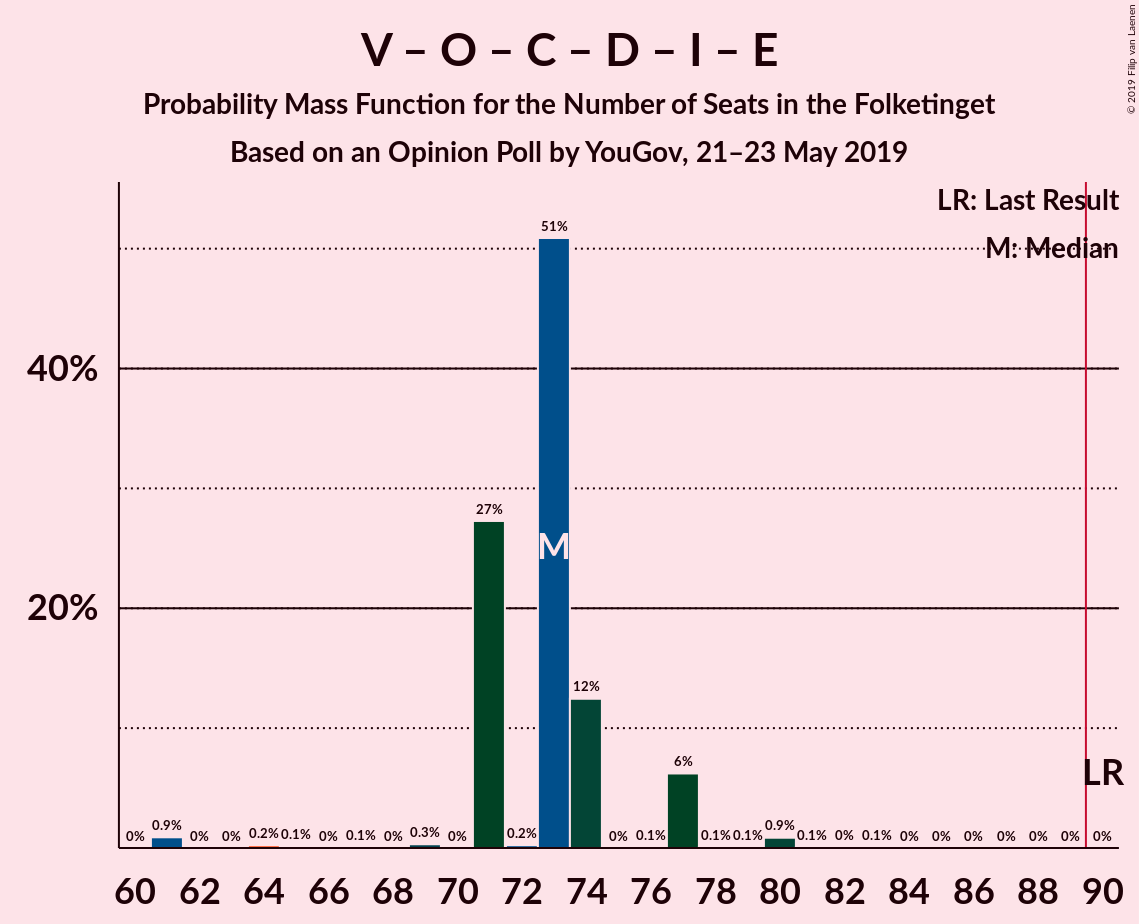 V – O – C – D – I – E
Probability Mass Function for the Number of Seats in the Folketinget
Based on an Opinion Poll by YouGov, 21–23 May 2019
© 2019 Filip van Laenen
LR: Last Result
M: Median
51%
40%
27%
M
20%
12%
6%
LR
0% 0.9% 0% 0% 0.2% 0.1% 0% 0.1% 0% 0.3% 0% 0.2% 0% 0.1% 0.1% 0.1% 0.9% 0.1% 0% 0.1% 0% 0% 0% 0% 0% 0% 0%
60 62 64 66 68 70 72 74 76 78 80 82 84 86 88 90